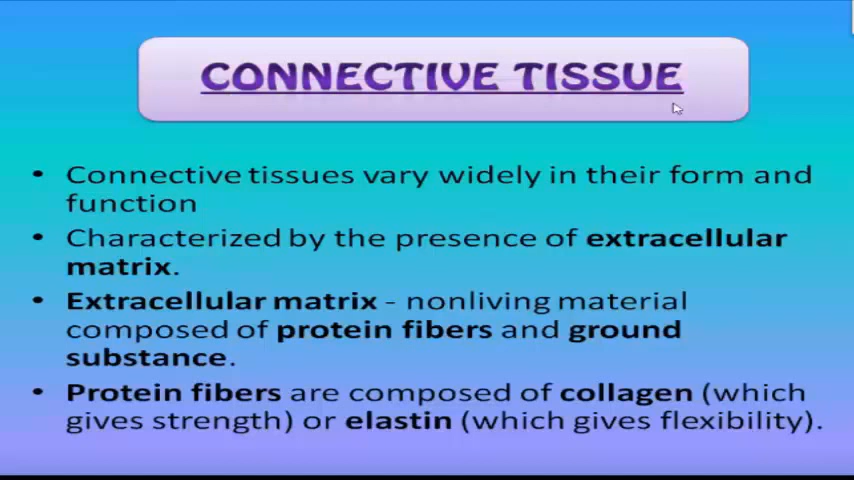 CONNECTIVE TISSUE
• Connective tissues vary widely in their form and
function
• Characterized by the presence of extracellular
matrix.
• Extracellular matrix - nonliving material
composed of protein fibers and ground
substance.
• Protein fibers are composed of collagen (which
gives strength) or elastin (which gives flexibility).